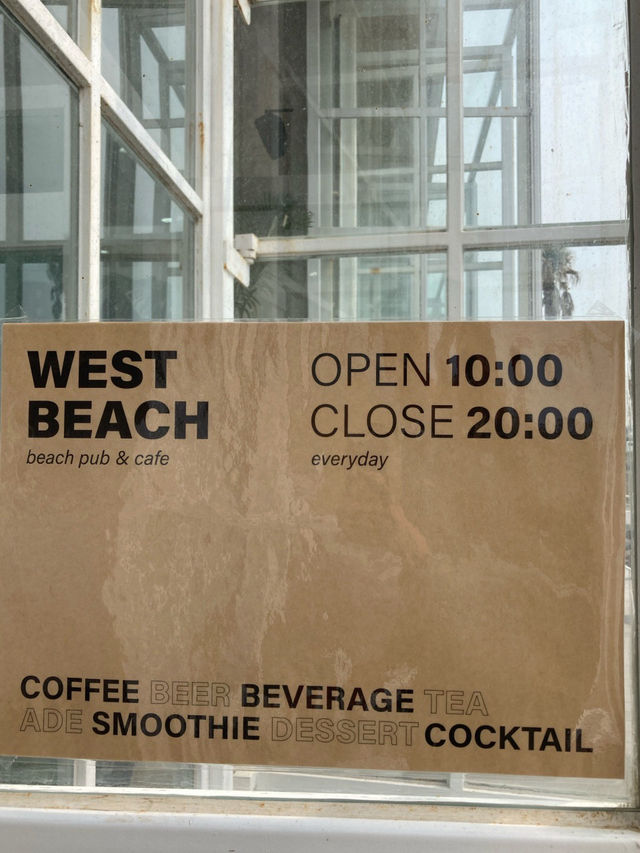 WEST
BEACH
beach pub & cafe
OPEN 10:00
CLOSE 20:00
everyday
COFFEE BEER BEVERAGE TEA
ADE SMOOTHIE DESSERT COCKTAIL